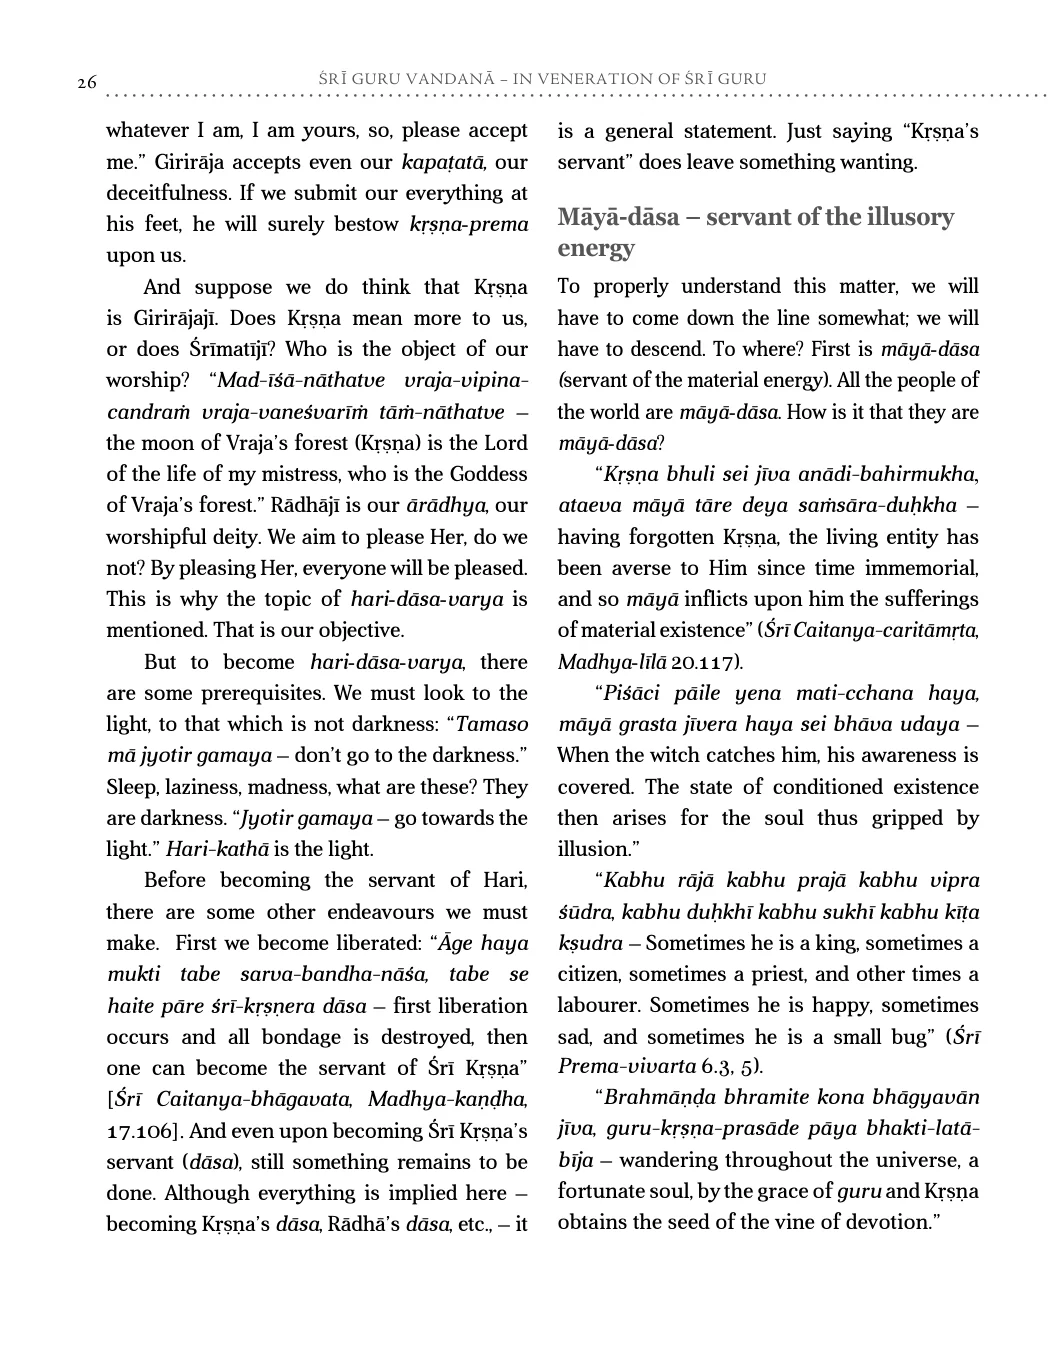 26
ŚRĪ GURU VANDANĀ – IN VENERATION OF ŚRĪ GURU
whatever I am, I am yours, so, please accept
me.” Girirāja accepts even our kapaṭatā, our
deceitfulness. If we submit our everything at
his feet, he will surely bestow kṛṣṇa-prema
upon us.
And suppose we do think that Kṛṣṇa
is Girirājajī. Does Kṛṣṇa mean more to us,
or does Śrīmatījī? Who is the object of our
worship? “Mad-īśā-nāthatve vraja-vipina-
candraṁ vraja-vaneśvarīṁ tāṁ-nāthatve –
the moon of Vraja’s forest (Kṛṣṇa) is the Lord
of the life of my mistress, who is the Goddess
of Vraja’s forest.” Rādhājī is our ārādhya, our
worshipful deity. We aim to please Her, do we
not? By pleasing Her, everyone will be pleased.
This is why the topic of hari-dāsa-varya is
mentioned. That is our objective.
But to become hari-dāsa-varya, there
are some prerequisites. We must look to the
light, to that which is not darkness: “Tamaso
mā jyotir gamaya – don’t go to the darkness.”
Sleep, laziness, madness, what are these? They
are darkness. “Jyotir gamaya – go towards the
light.” Hari-kathā is the light.
Before becoming the servant of Hari,
there are some other endeavours we must
make. First we become liberated: “Āge haya
mukti tabe sarva-bandha-nāśa, tabe se
haite pāre śrī-kṛṣṇera dāsa – first liberation
occurs and all bondage is destroyed, then
one can become the servant of Śrī Kṛṣṇa”
[Śrī Caitanya-bhāgavata, Madhya-kaṇḍha,
17.106]. And even upon becoming Śrī Kṛṣṇa’s
servant (dāsa), still something remains to be
done. Although everything is implied here –
becoming Kṛṣṇa’s dāsa, Rādhā’s dāsa, etc., – it
is a general statement. Just saying “Kṛṣṇa’s
servant” does leave something wanting.
Māyā-dāsa – servant of the illusory
energy
To properly understand this matter, we will
have to come down the line somewhat; we will
have to descend. To where? First is māyā-dāsa
(servant of the material energy). All the people of
the world are māyā-dāsa. How is it that they are
māyā-dāsa?
“Kṛṣṇa bhuli sei jīva anādi-bahirmukha,
ataeva māyā tāre deya saṁsāra-duḥkha –
having forgotten Kṛṣṇa, the living entity has
been averse to Him since time immemorial,
and so māyā inflicts upon him the sufferings
of material existence” (Śrī Caitanya-caritāmṛta,
Madhya-līlā 20.117).
“Piśāci pāile yena mati-cchana haya,
māyā grasta jīvera haya sei bhāva udaya –
When the witch catches him, his awareness is
covered. The state of conditioned existence
then arises for the soul thus gripped by
illusion.”
“Kabhu rājā kabhu prajā kabhu vipra
śūdra, kabhu duḥkhī kabhu sukhī kabhu kīṭa
kṣudra – Sometimes he is a king, sometimes a
citizen, sometimes a priest, and other times a
labourer. Sometimes he is happy, sometimes
sad, and sometimes he is a small bug” (Śrī
Prema-vivarta 6.3, 5).
“Brahmāṇḍa bhramite kona bhāgyavān
jīva, guru-kṛṣṇa-prasāde pāya bhakti-latā-
bīja – wandering throughout the universe, a
fortunate soul, by the grace of guru and Kṛṣṇa
obtains the seed of the vine of devotion.”